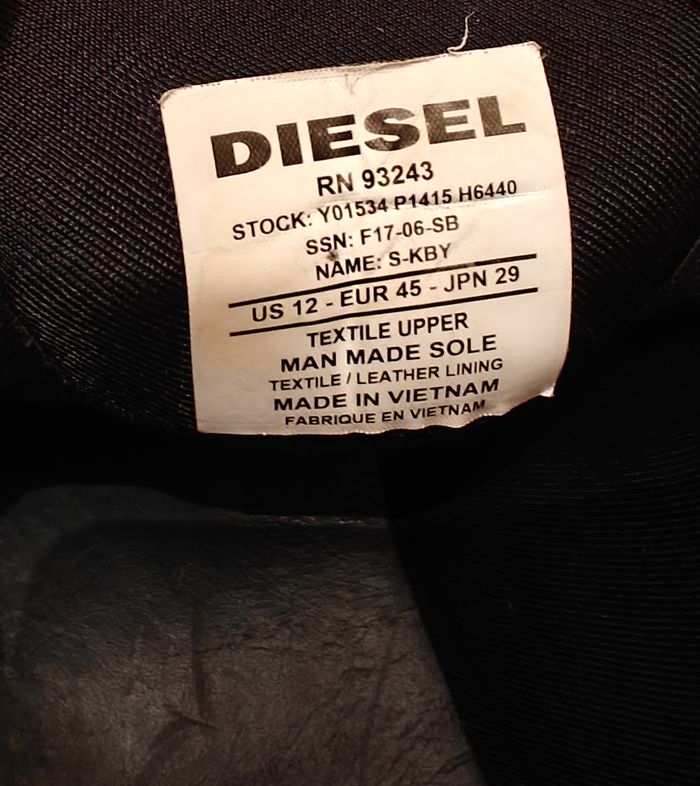 DIESEL
RN 93243
STOCK: Y01534 P1415 H6440
SSN: F17-06-SB
NAME: S-KBY
US 12 - EUR 45 - JPN 29
TEXTILE UPPER
MAN MADE SOLE
TEXTILE / LEATHER LINING
MADE IN VIETNAM
FABRIQUE EN VIETNAM